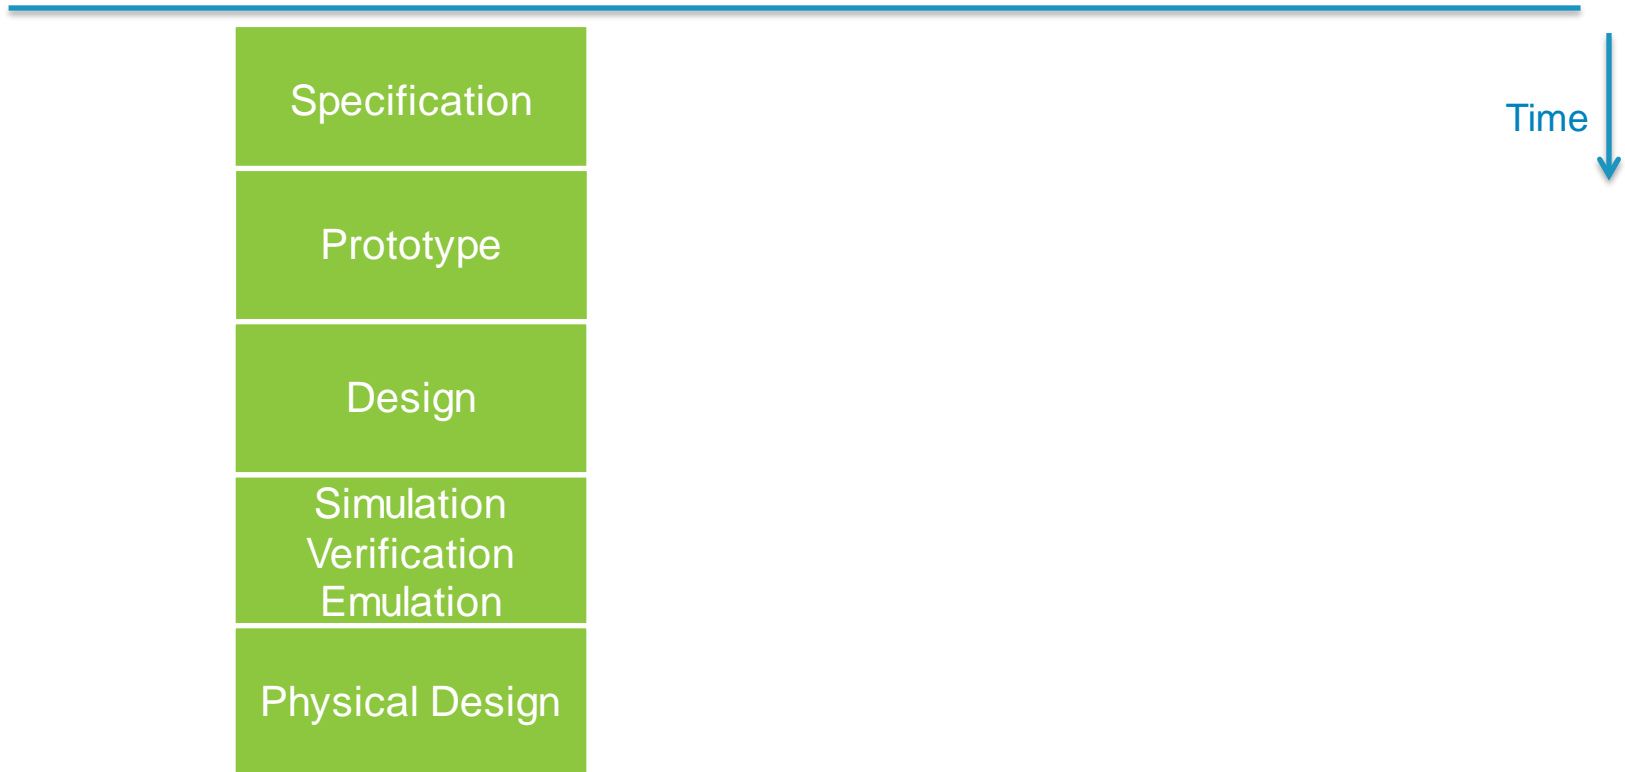 Specification
Time
Prototype
Design
Simulation
Verification
Emulation
Physical Design